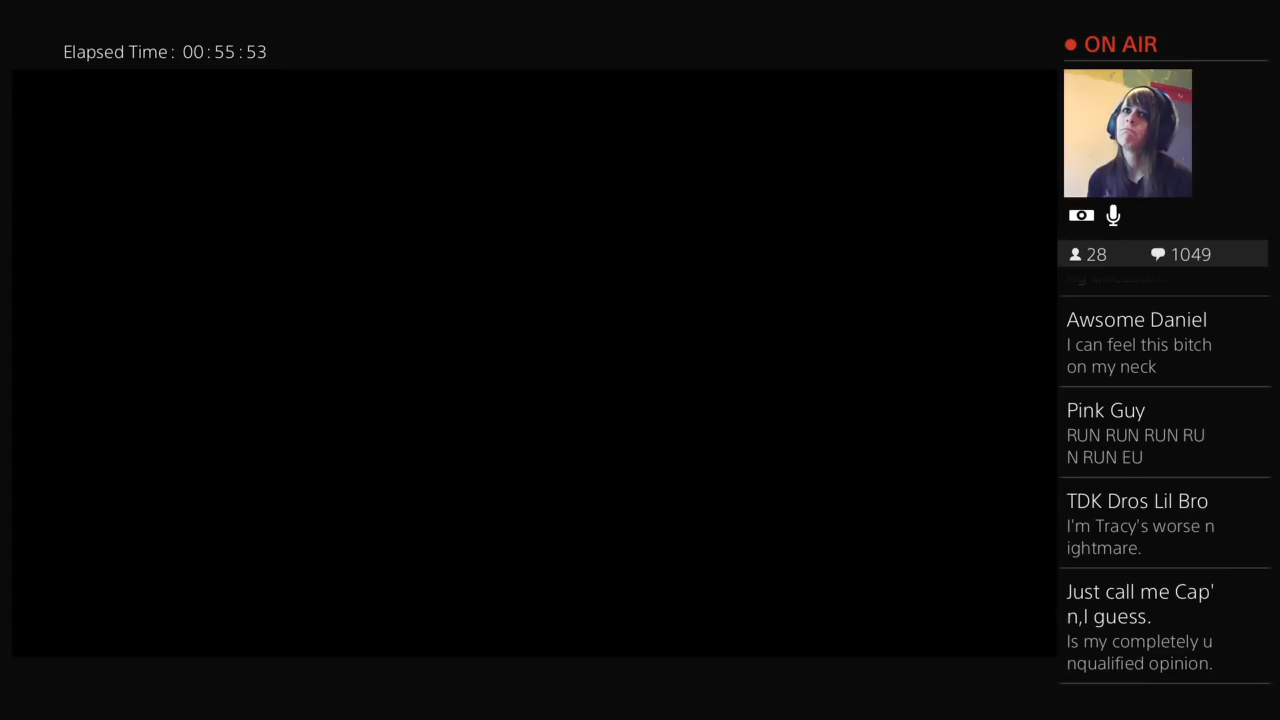 Elapsed Time: 00:55:53
ON AIR
28 1049
Awsome Daniel
I can feel this bitch
on my neck
Pink Guy
RUN RUN RUN RU
N RUN EU
TDK Dros Lil Bro
I'm Tracy's worse n
ightmare.
Just call me Cap'
n,I guess.
Is my completely u
nqualified opinion.